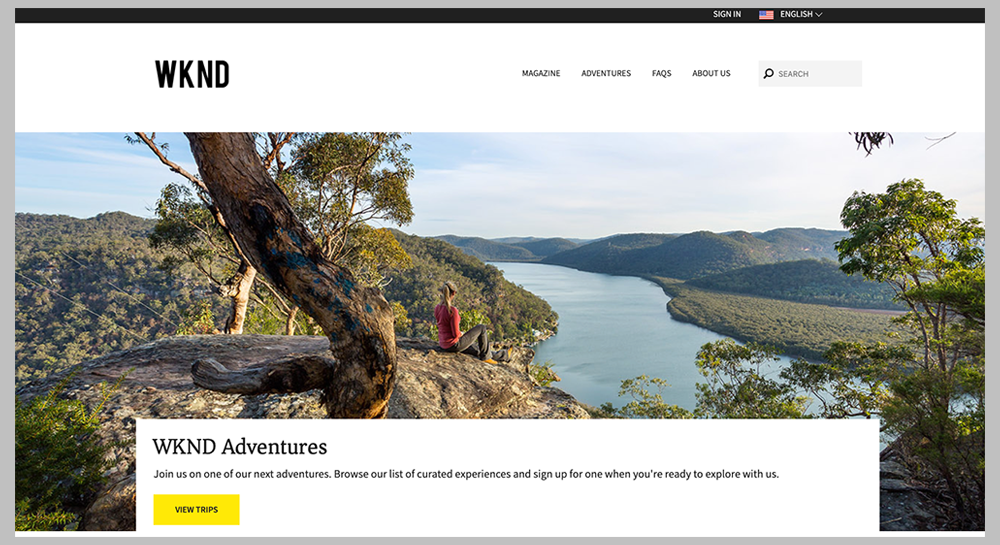 SIGN IN ENGLISH
WKND
MAGAZINE ADVENTURES FAQS ABOUT US SEARCH
WKND Adventures
Join us on one of our next adventures. Browse our list of curated experiences and sign up for one when you're ready to explore with us.
VIEW TRIPS